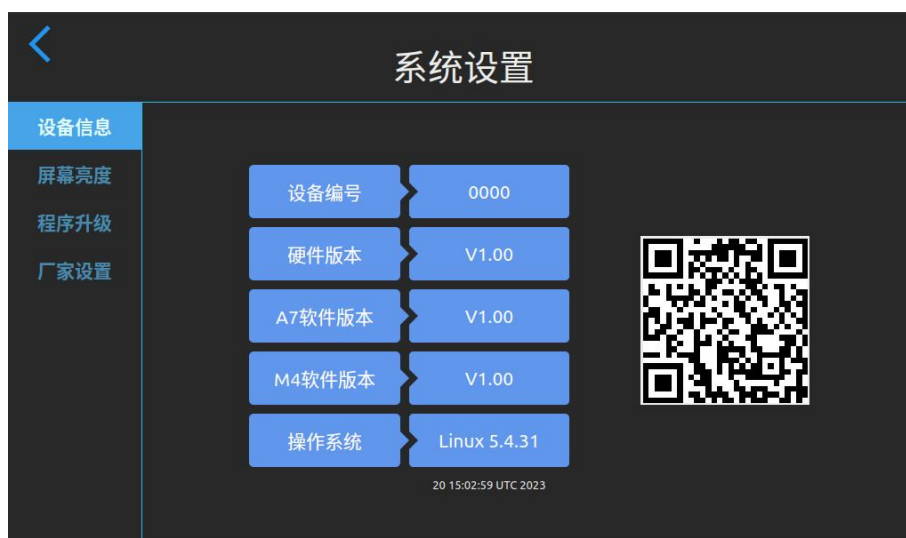 系统设置
设备信息
屏幕亮度
程序升级
厂家设置
设备编号 0000
硬件版本 V1.00
A7软件版本 V1.00
M4软件版本 V1.00
操作系统 Linux 5.4.31
20 15:02:59 UTC 2023